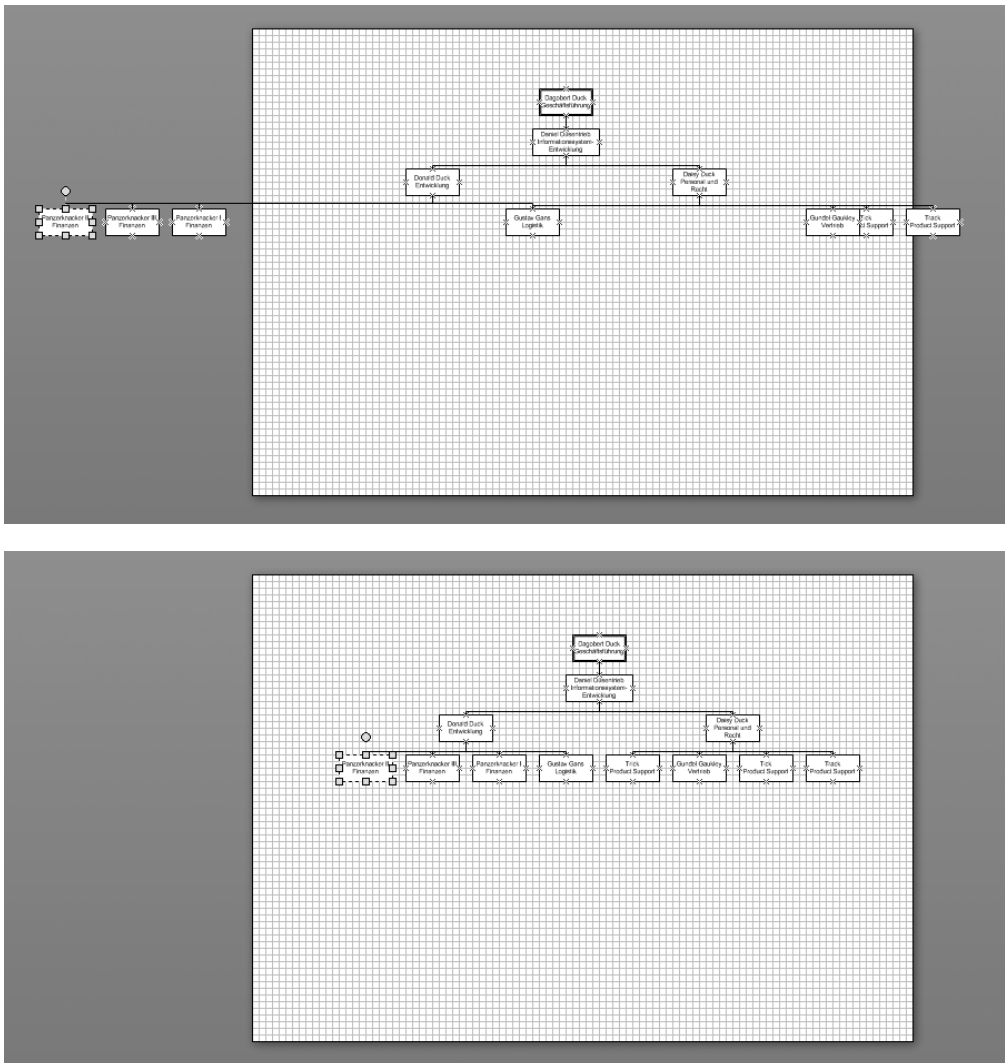 Dagobert Duck
Geschäftsführung
Daniel Düsentrieb
Informationssystem-
Entwicklung
Donald Duck
Entwicklung
Daisy Duck
Personal und
Recht
Panzerknacker II
Finanzen
Panzerknacker III
Finanzen
Panzerknacker I
Finanzen
Gustav Gans
Logistik
Gundel Gaukley
Vertrieb
Tick
ct Support
Track
Product Support
Dagobert Duck
Geschäftsführung
Daniel Düsentrieb
Informationssystem-
Entwicklung
Donald Duck
Entwicklung
Daisy Duck
Personal und
Recht
Panzerknacker II
Finanzen
Panzerknacker III
Finanzen
Panzerknacker I
Finanzen
Gustav Gans
Logistik
Trick
Product Support
Gundel Gaukley
Vertrieb
Tick
Product Support
Track
Product Support